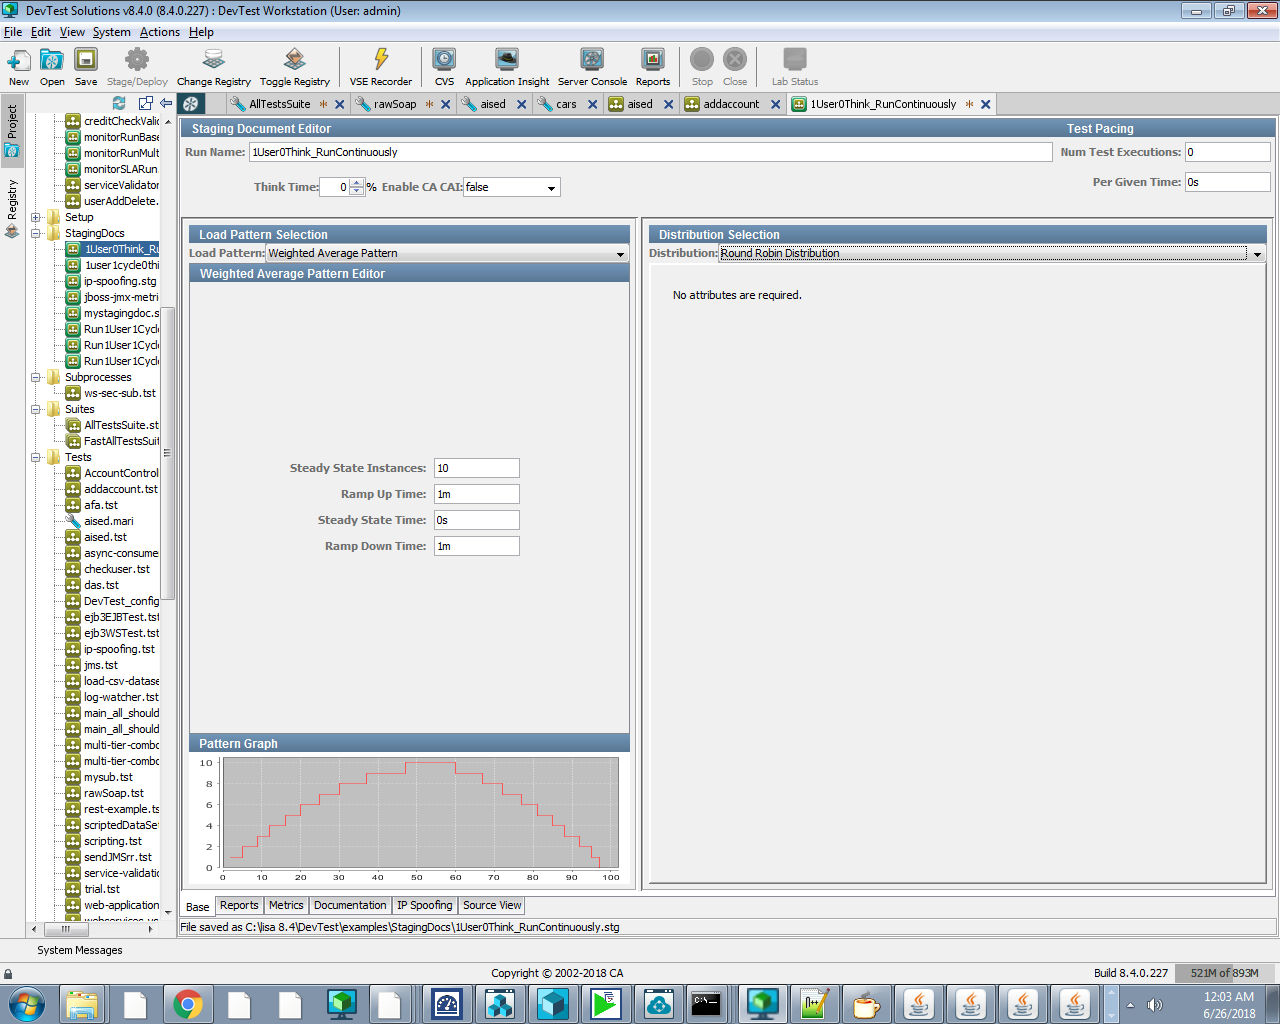 DevTest Solutions v8.4.0 (8.4.0.227) : DevTest Workstation (User: admin)
File Edit View System Actions Help
New Open Save Stage/Deploy Change Registry Toggle Registry VSE Recorder CVS Application Insight Server Console Reports Stop Close Lab Status
AllTestsSuite rawSoap aised cars aised addaccount 1User0Think_RunContinuously
Project
Registry
creditCheckValid
monitorRunBase
monitorRunMult
monitorSLARun
serviceValidator
userAddDelete.
Setup
StagingDocs
1User0Think_Ru
1user1cycle0thi
ip-spoofing.stg
jboss-jmx-metri
mystagingdoc.s
Run1User1Cycl
Run1User1Cycl
Run1User1Cycl
Subprocesses
ws-sec-sub.tst
Suites
AllTestsSuite.st
FastAllTestsSuit
Tests
AccountControl
addaccount.tst
afa.tst
aised.mari
aised.tst
async-consume
checkuser.tst
das.tst
DevTest_config
ejb3EJBTest.tst
ejb3WSTest.tst
ip-spoofing.tst
jms.tst
load-csv-datase
log-watcher.tst
main_all_should
main_all_should
multi-tier-combo
multi-tier-combo
mysub.tst
rawSoap.tst
rest-example.ts
scriptedDataSe
scripting.tst
sendJMSrr.tst
service-validatio
trial.tst
web-application
Staging Document Editor
Test Pacing
Run Name: 1User0Think_RunContinuously
Num Test Executions: 0
Think Time: 0 % Enable CA CAI: false
Per Given Time: 0s
Load Pattern Selection
Load Pattern: Weighted Average Pattern
Weighted Average Pattern Editor
Steady State Instances: 10
Ramp Up Time: 1m
Steady State Time: 0s
Ramp Down Time: 1m
Pattern Graph
10
8
6
4
2
0
0 10 20 30 40 50 60 70 80 90 100
Distribution Selection
Distribution: Round Robin Distribution
No attributes are required.
Base Reports Metrics Documentation IP Spoofing Source View
File saved as C:\lisa 8.4\DevTest\examples\StagingDocs\1User0Think_RunContinuously.stg
System Messages
Copyright © 2002-2018 CA
Build 8.4.0.227 521M of 893M
12:03 AM
6/26/2018